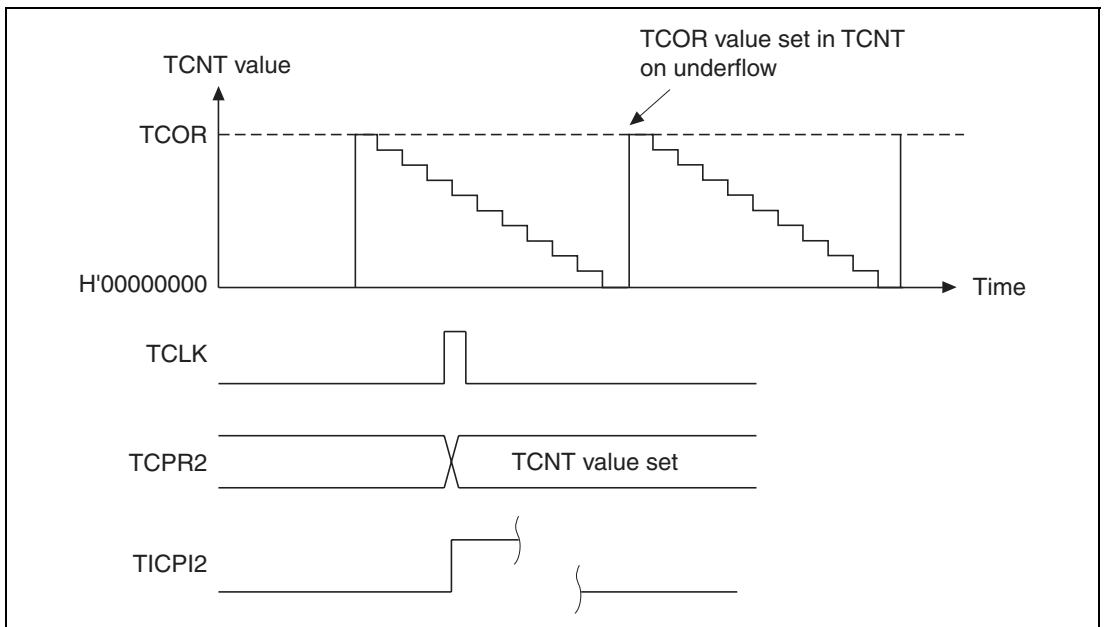 TCOR value set in TCNT
on underflow
TCNT value
TCOR
H'00000000
Time
TCLK
TCPR2
TCNT value set
TICPI2